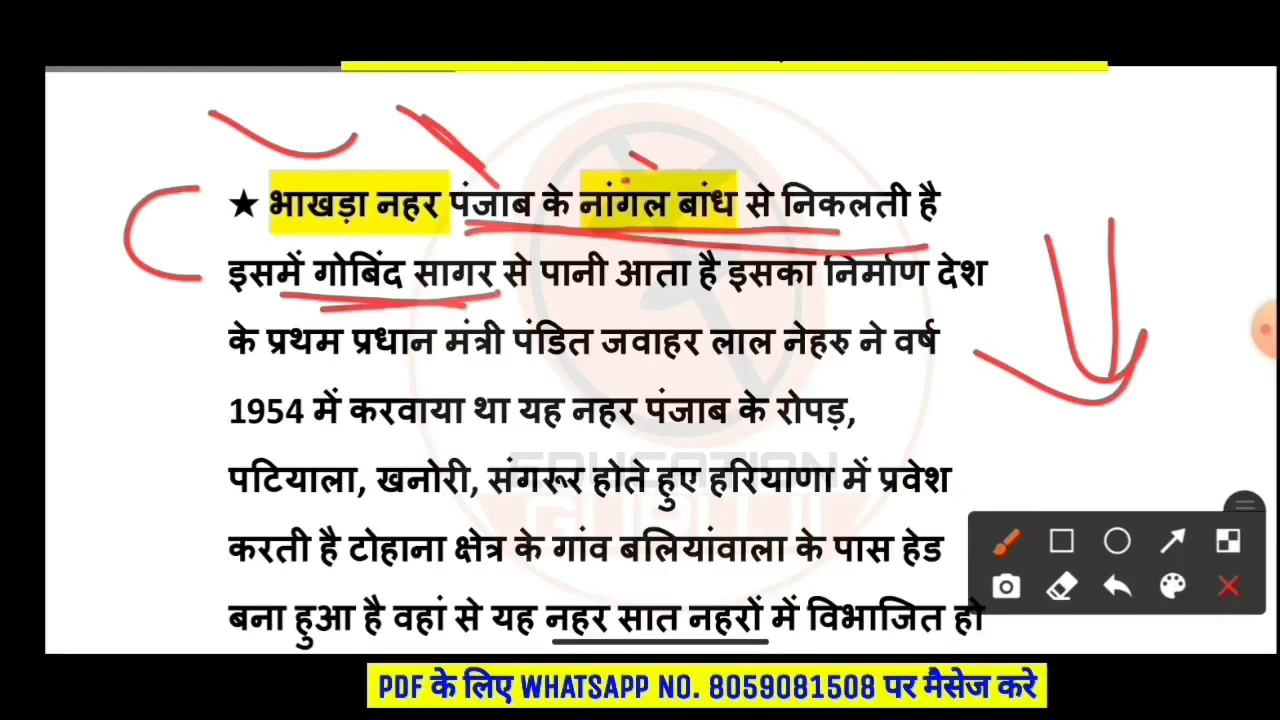 ★ भाखड़ा नहर पंजाब के नांगल बांध से निकलती है
इसमें गोबिंद सागर से पानी आता है इसका निर्माण देश
के प्रथम प्रधान मंत्री पंडित जवाहर लाल नेहरु ने वर्ष
1954 में करवाया था यह नहर पंजाब के रोपड़,
पटियाला, खनोरी, संगरूर होते हुए हरियाणा में प्रवेश
करती है टोहाना क्षेत्र के गांव बलियांवाला के पास हेड
बना हुआ है वहां से यह नहर सात नहरों में विभाजित हो
EDUCATION
PDF के लिए WHATSAPP NO. 8059081508 पर मैसेज करे